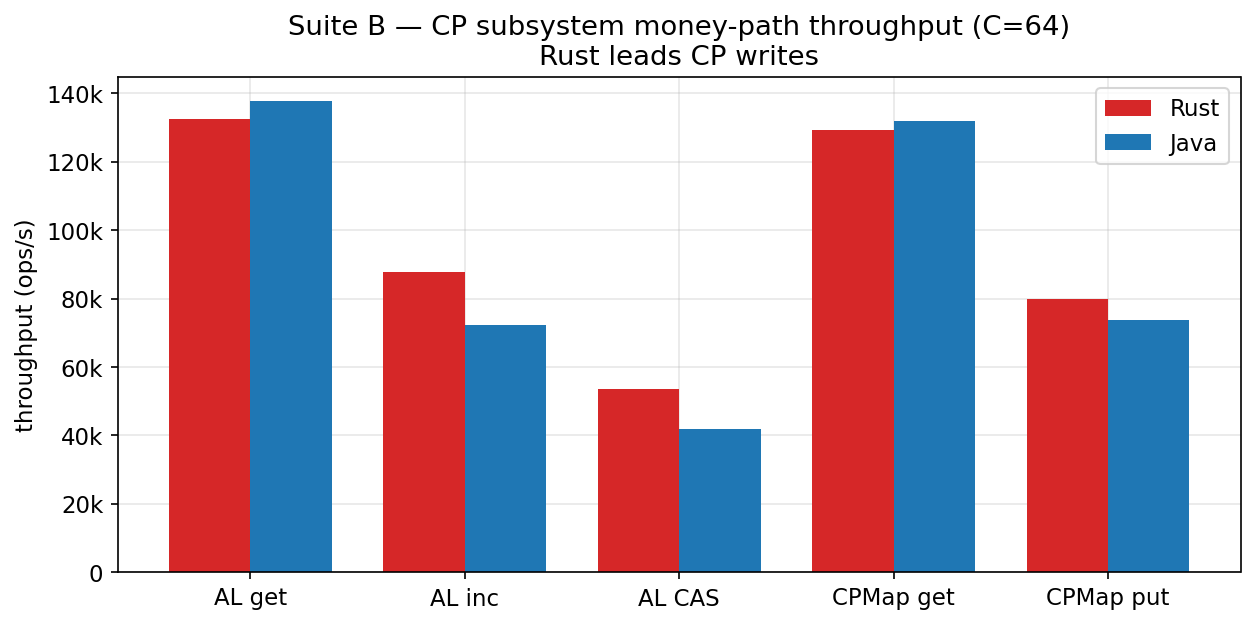 Suite B — CP subsystem money-path throughput (C=64)
Rust leads CP writes
140k
120k
100k
80k
60k
40k
20k
0
throughput (ops/s)
Rust
Java
AL get
AL inc
AL CAS
CPMap get
CPMap put